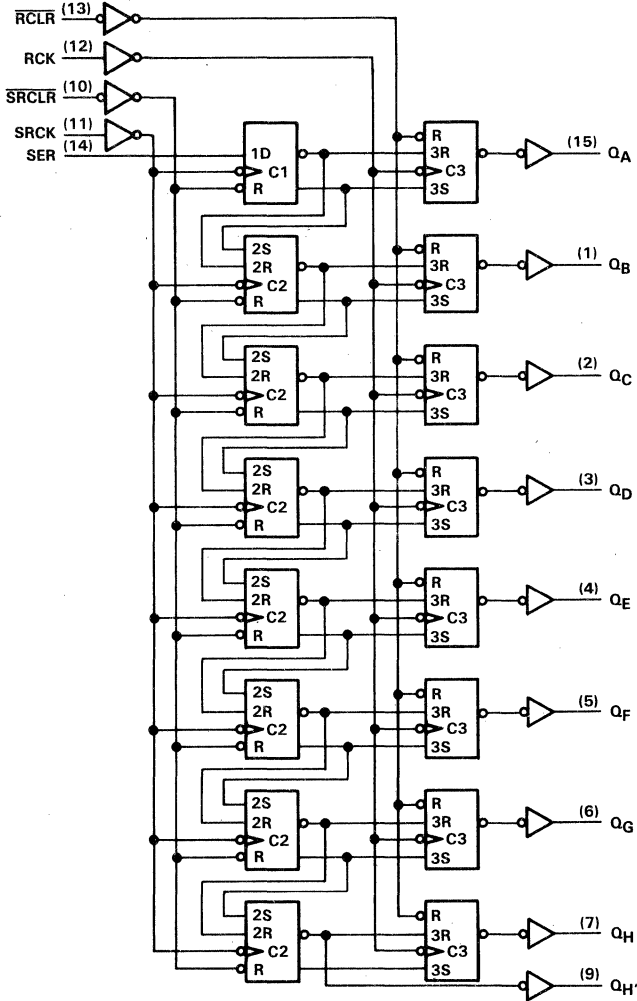 RCLR (13)
RCK (12)
SRCLR (10)
SRCK (11)
SER (14)
1D
C1
R
R
3R
C3
3S
(15) QA
2S
2R
C2
R
R
3R
C3
3S
(1) QB
2S
2R
C2
R
R
3R
C3
3S
(2) QC
2S
2R
C2
R
R
3R
C3
3S
(3) QD
2S
2R
C2
R
R
3R
C3
3S
(4) QE
2S
2R
C2
R
R
3R
C3
3S
(5) QF
2S
2R
C2
R
R
3R
C3
3S
(6) QG
2S
2R
C2
R
R
3R
C3
3S
(7) QH
(9) QH'